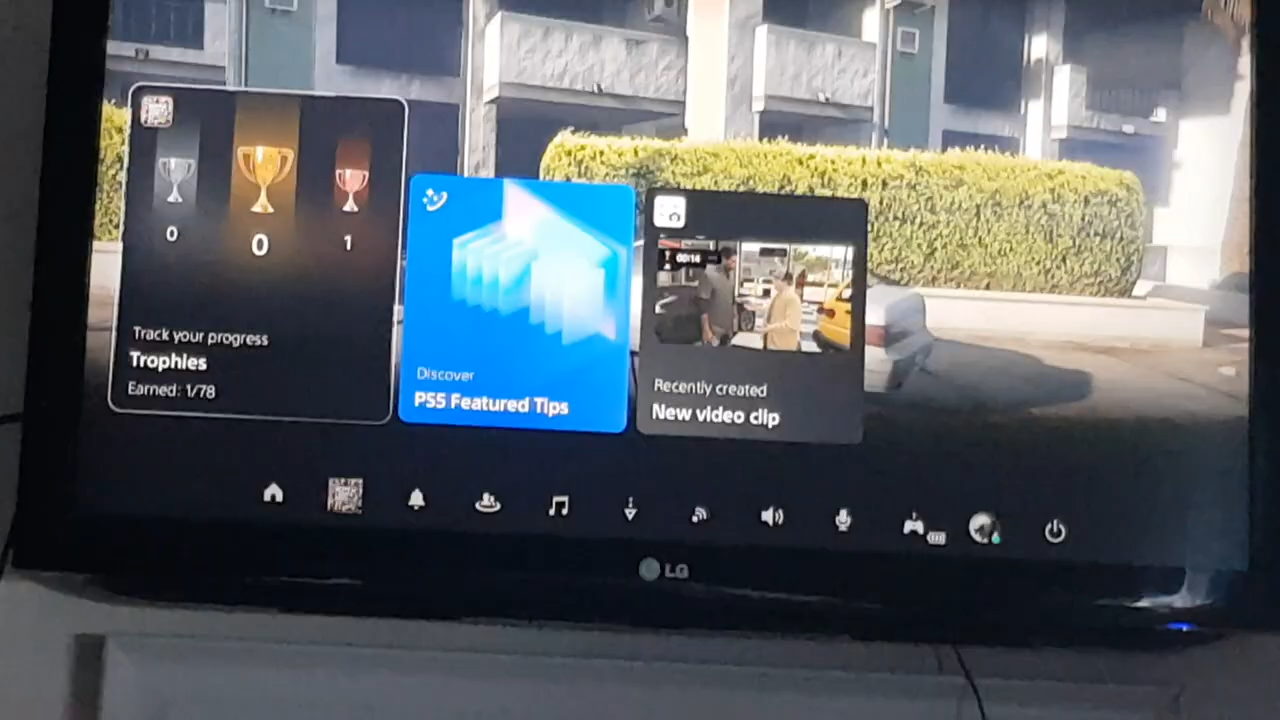 0
0
1
Track your progress
Trophies
Earned: 1/78
Discover
PS5 Featured Tips
00:14
Recently created
New video clip
LG